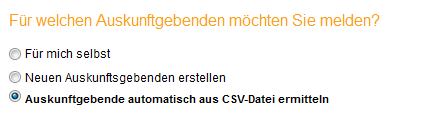 Für welchen Auskunftgebenden möchten Sie melden?
Für mich selbst
Neuen Auskunftsgebenden erstellen
Auskunftgebende automatisch aus CSV-Datei ermitteln